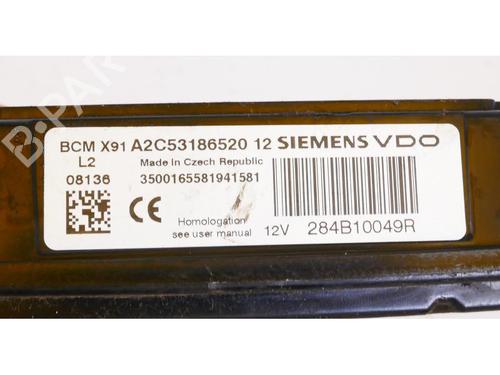 BCM X91 A2C53186520 12 SIEMENS VDO
L2 Made in Czech Republic
08136 3500165581941581
CE Homologation
see user manual 12V 284B10049R
B-PARTS